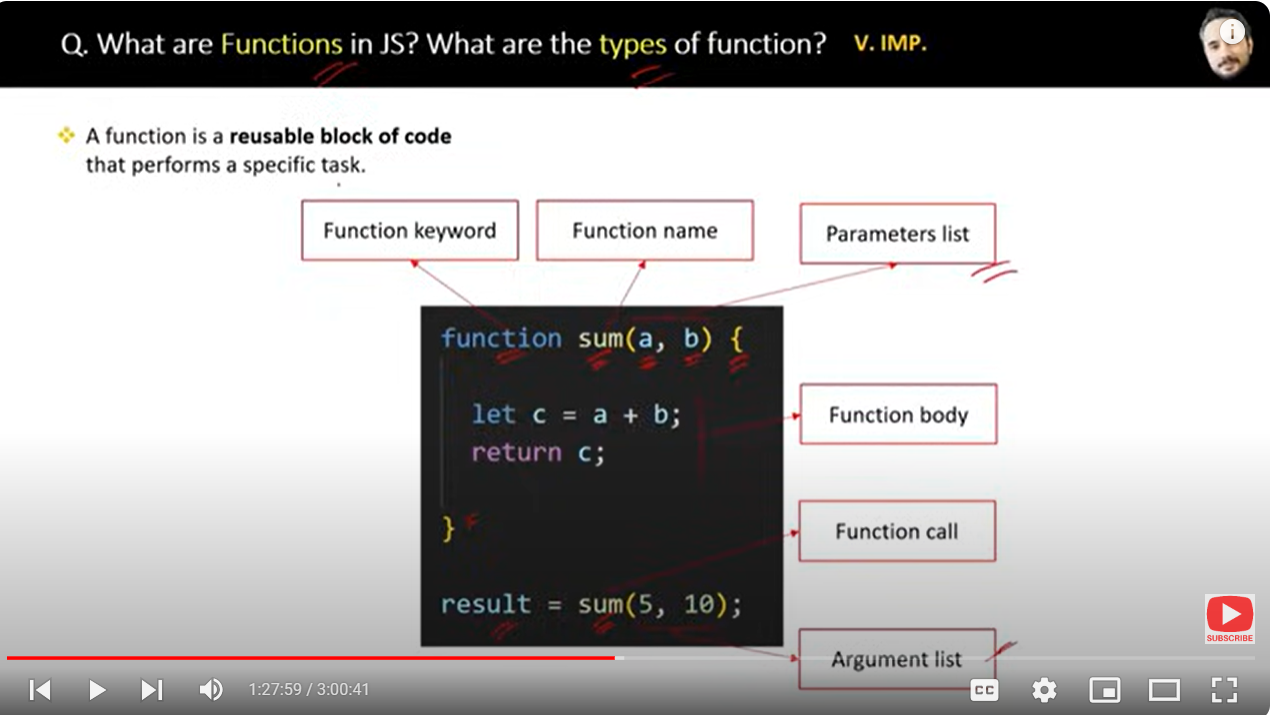 Q. What are Functions in JS? What are the types of function? V. IMP.
A function is a reusable block of code
that performs a specific task.
Function keyword
Function name
Parameters list
function sum(a, b) {
let c = a + b;
return c;
}
result = sum(5, 10);
Function body
Function call
Argument list
SUBSCRIBE
1:27:59 / 3:00:41
CC